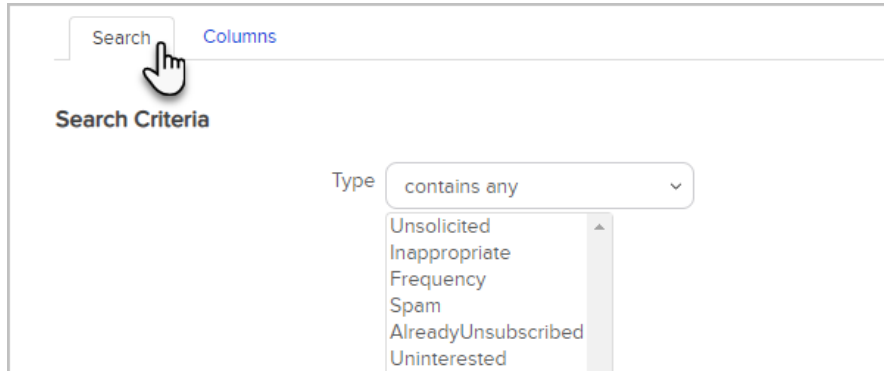 Search Columns
Search Criteria
Type contains any
Unsolicited
Inappropriate
Frequency
Spam
AlreadyUnsubscribed
Uninterested